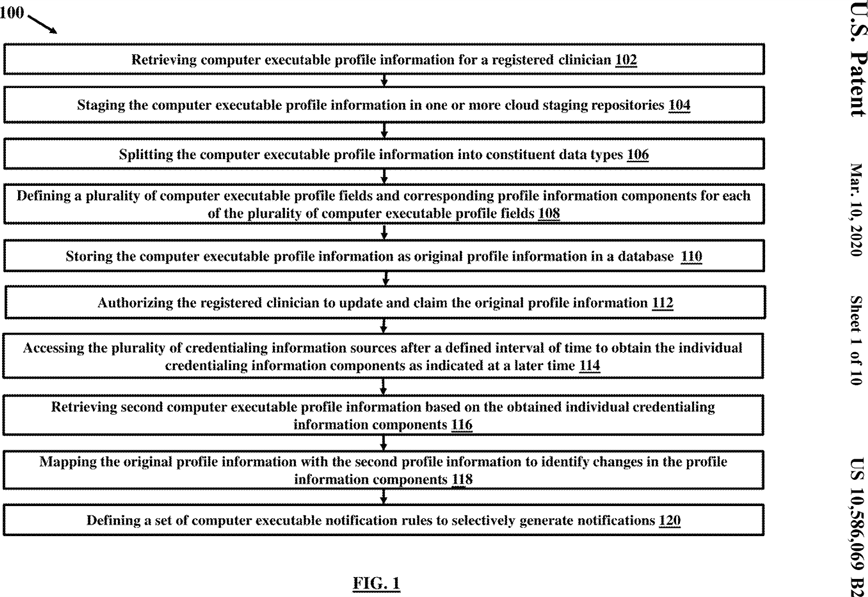 100
Retrieving computer executable profile information for a registered clinician 102
Staging the computer executable profile information in one or more cloud staging repositories 104
Splitting the computer executable profile information into constituent data types 106
Defining a plurality of computer executable profile fields and corresponding profile information components for each
of the plurality of computer executable profile fields 108
Storing the computer executable profile information as original profile information in a database 110
Authorizing the registered clinician to update and claim the original profile information 112
Accessing the plurality of credentialing information sources after a defined interval of time to obtain the individual
credentialing information components as indicated at a later time 114
Retrieving second computer executable profile information based on the obtained individual credentialing
information components 116
Mapping the original profile information with the second profile information to identify changes in the profile
information components 118
Defining a set of computer executable notification rules to selectively generate notifications 120
FIG. 1
U.S. Patent Mar. 10, 2020 Sheet 1 of 10 US 10,586,069 B2